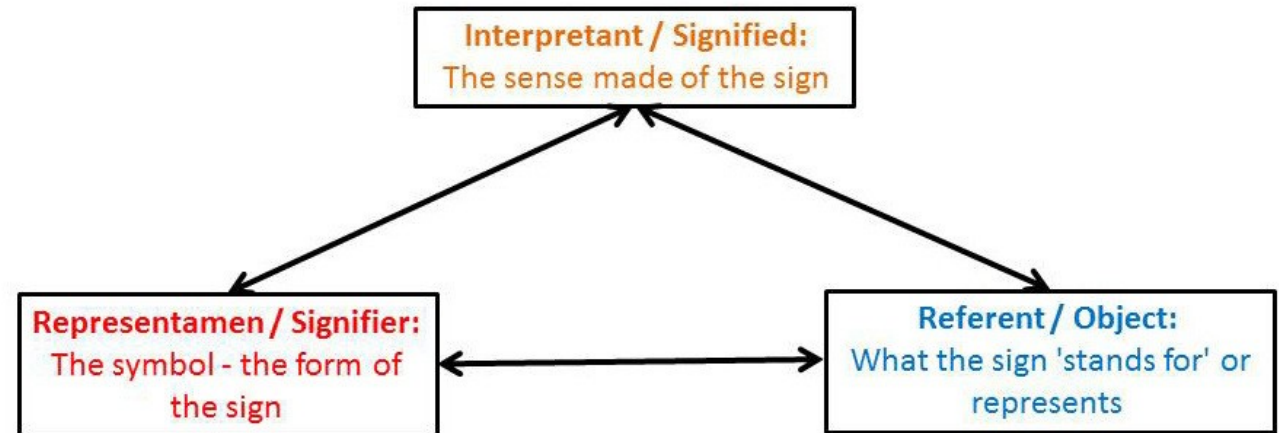 Interpretant / Signified:
The sense made of the sign
Representamen / Signifier:
The symbol - the form of
the sign
Referent / Object:
What the sign 'stands for' or
represents